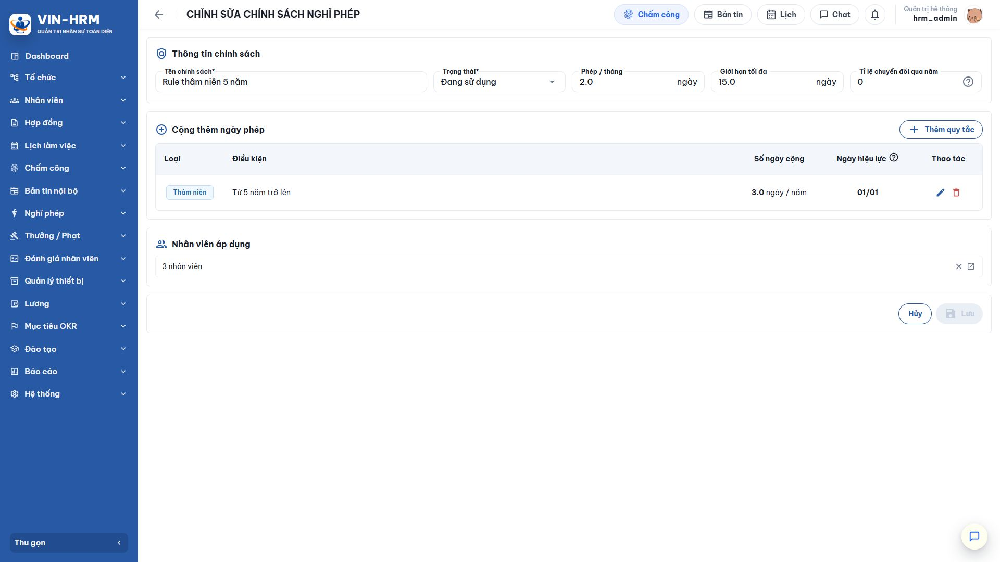 VIN-HRM
QUẢN TRỊ NHÂN SỰ TOÀN DIỆN
Dashboard
Tổ chức
Nhân viên
Hợp đồng
Lịch làm việc
Chấm công
Bản tin nội bộ
Nghỉ phép
Thưởng / Phạt
Đánh giá nhân viên
Quản lý thiết bị
Lương
Mục tiêu OKR
Đào tạo
Báo cáo
Hệ thống
Thu gọn
CHỈNH SỬA CHÍNH SÁCH NGHỈ PHÉP
Chấm công
Bản tin
Lịch
Chat
Quản trị hệ thống
hrm_admin
Thông tin chính sách
Tên chính sách*
Rule thâm niên 5 năm
Trạng thái*
Đang sử dụng
Phép / tháng
2.0 ngày
Giới hạn tối đa
15.0 ngày
Tỉ lệ chuyển đổi qua năm
0
Cộng thêm ngày phép
Thêm quy tắc
Loại Điều kiện Số ngày cộng Ngày hiệu lực Thao tác
Thâm niên Từ 5 năm trở lên 3.0 ngày / năm 01/01
Nhân viên áp dụng
3 nhân viên
Hủy
Lưu